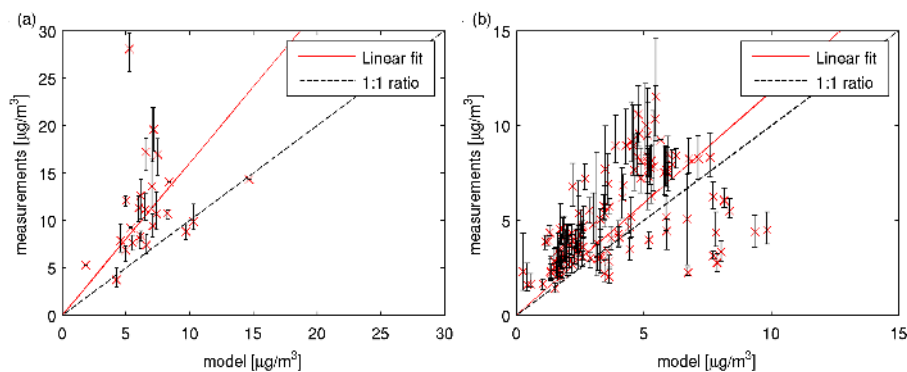 (a)
30
25
20
15
10
5
0
measurements [µg/m³]
0 5 10 15 20 25 30
model [µg/m³]
Linear fit
1:1 ratio
(b)
15
10
5
0
measurements [µg/m³]
0 5 10 15
model [µg/m³]
Linear fit
1:1 ratio